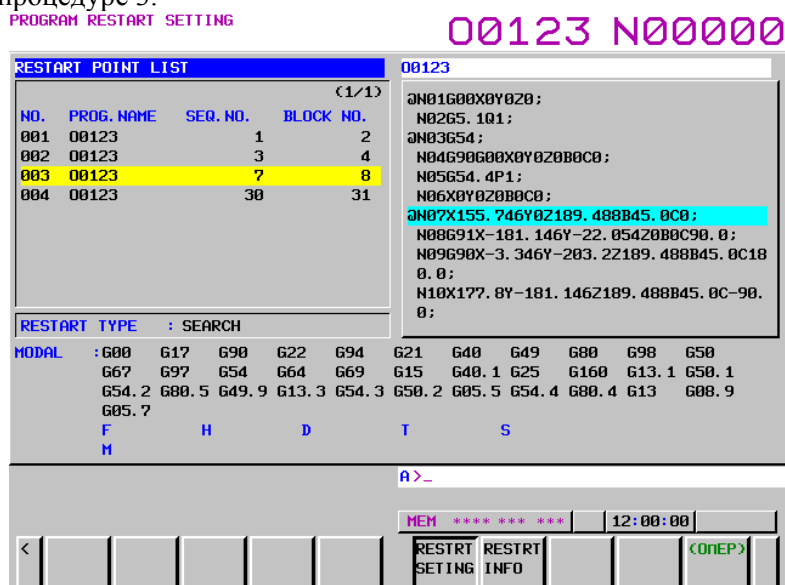 процедуре 3.
PROGRAM RESTART SETTING
O0123 N00000
RESTART POINT LIST
(1/1)
NO. PROG.NAME SEQ.NO. BLOCK NO.
001 O0123 1 2
002 O0123 3 4
003 O0123 7 8
004 O0123 30 31
RESTART TYPE : SEARCH
O0123
@N01G00X0Y0Z0;
N02G5.1Q1;
@N03G54;
N04G90G00X0Y0Z0B0C0;
N05G54.4P1;
N06X0Y0Z0B0C0;
@N07X155.746Y0Z189.488B45.0C0;
N08G91X-181.146Y-22.054Z0B0C90.0;
N09G90X-3.346Y-203.2Z189.488B45.0C18
0.0;
N10X177.8Y-181.146Z189.488B45.0C-90.
0;
MODAL :G00 G17 G90 G22 G94 G21 G40 G49 G80 G98 G50
G67 G97 G54 G64 G69 G15 G40.1 G25 G160 G13.1 G50.1
G54.2 G80.5 G49.9 G13.3 G54.3 G50.2 G05.5 G54.4 G80.4 G13 G08.9
G05.7
F H D T S
M
A>_
MEM **** *** *** 12:00:00
< RESTRT RESTRT (ОПЕР)
SETING INFO